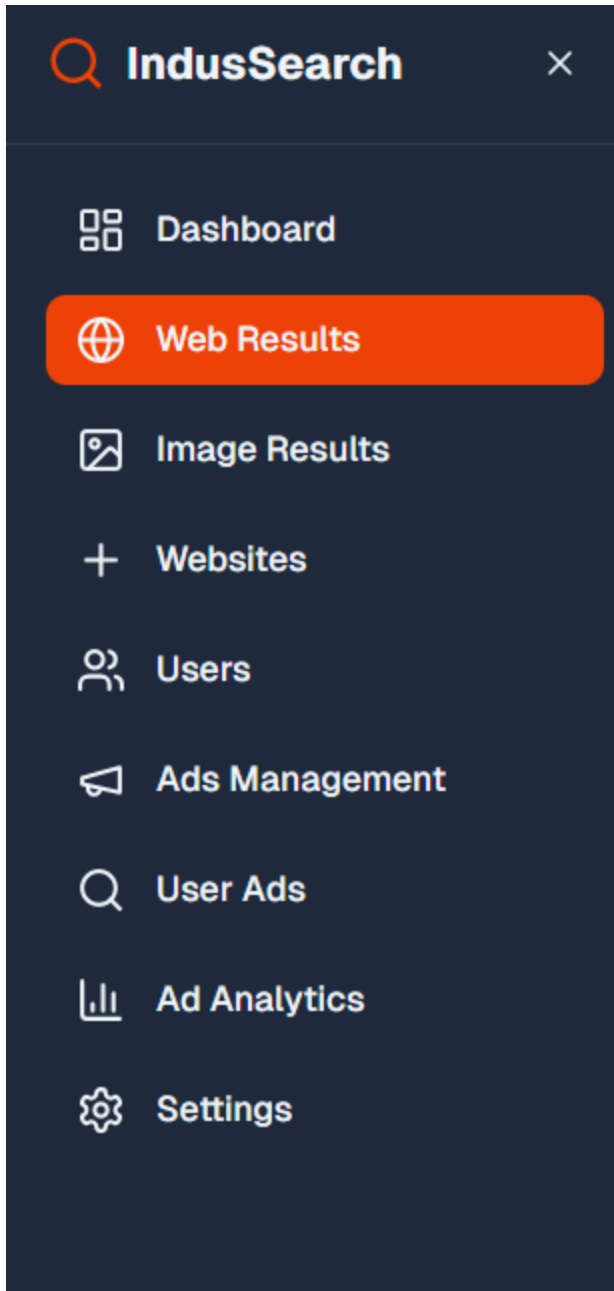 IndusSearch
Dashboard
Web Results
Image Results
Websites
Users
Ads Management
User Ads
Ad Analytics
Settings